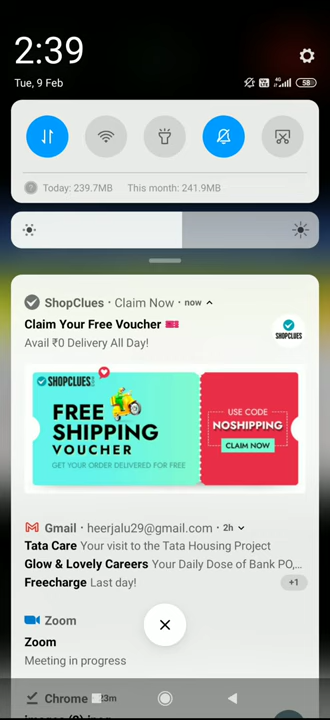 2:39
Tue, 9 Feb
4G
58
Today: 239.7MB This month: 241.9MB
ShopClues · Claim Now · now
Claim Your Free Voucher 🎟️
Avail ₹0 Delivery All Day!
SHOPCLUES
SHOPCLUES
FREE
SHIPPING
VOUCHER
GET YOUR ORDER DELIVERED FOR FREE
USE CODE
NOSHIPPING
CLAIM NOW
Gmail · heerjalu29@gmail.com · 2h
Tata Care Your visit to the Tata Housing Project
Glow & Lovely Careers Your Daily Dose of Bank PO,...
Freecharge Last day!
+1
Zoom
Zoom
Meeting in progress
Chrome
23m